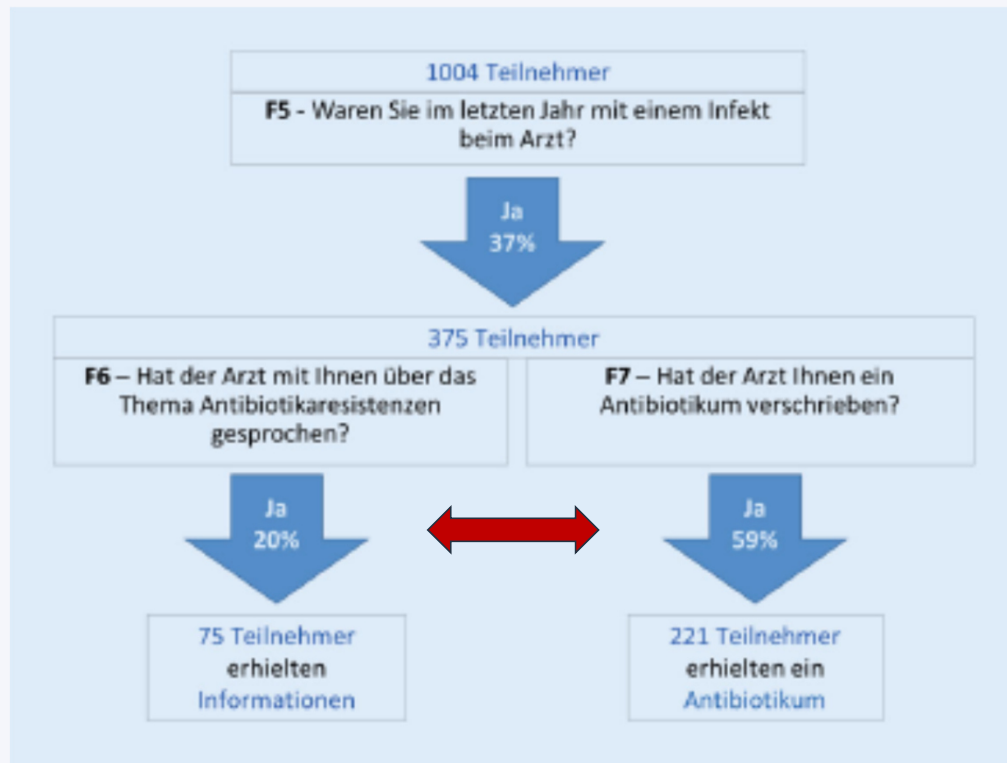 1004 Teilnehmer
F5 - Waren Sie im letzten Jahr mit einem Infekt
beim Arzt?
Ja
37%
375 Teilnehmer
F6 – Hat der Arzt mit Ihnen über das
Thema Antibiotikaresistenzen
gesprochen?
F7 – Hat der Arzt Ihnen ein
Antibiotikum verschrieben?
Ja
20%
Ja
59%
75 Teilnehmer
erhielten
Informationen
221 Teilnehmer
erhielten ein
Antibiotikum